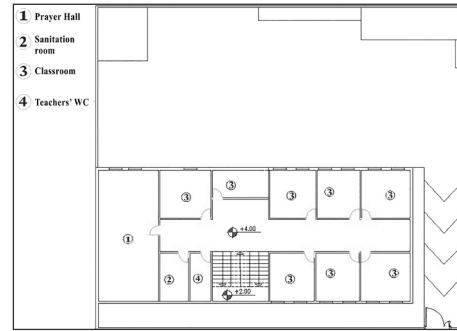 1 Prayer Hall
2 Sanitation
room
3 Classroom
4 Teachers' WC
3
3
3
3
3
1
+4.00
2
4
3
3
3
+2.00